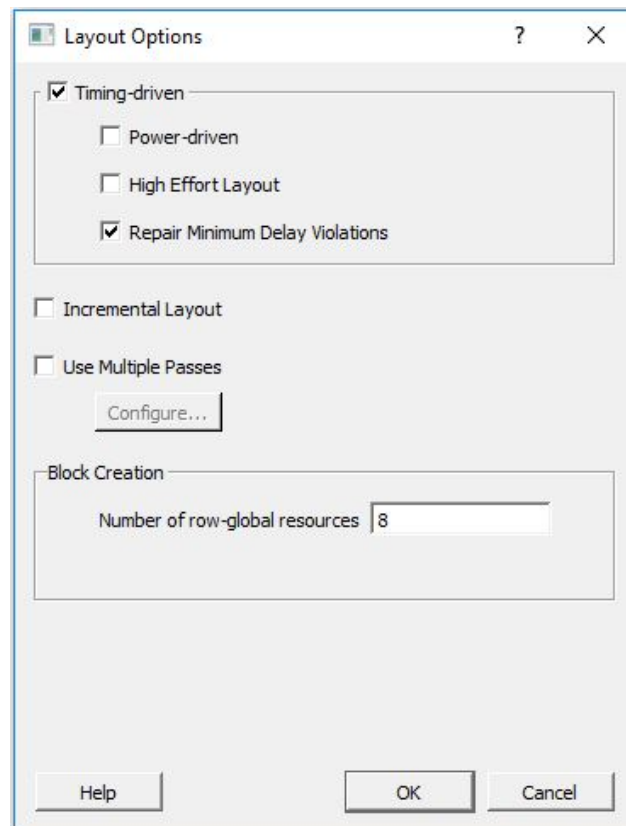 Layout Options ?
Timing-driven
Power-driven
High Effort Layout
Repair Minimum Delay Violations
Incremental Layout
Use Multiple Passes
Configure...
Block Creation
Number of row-global resources 8
Help OK Cancel